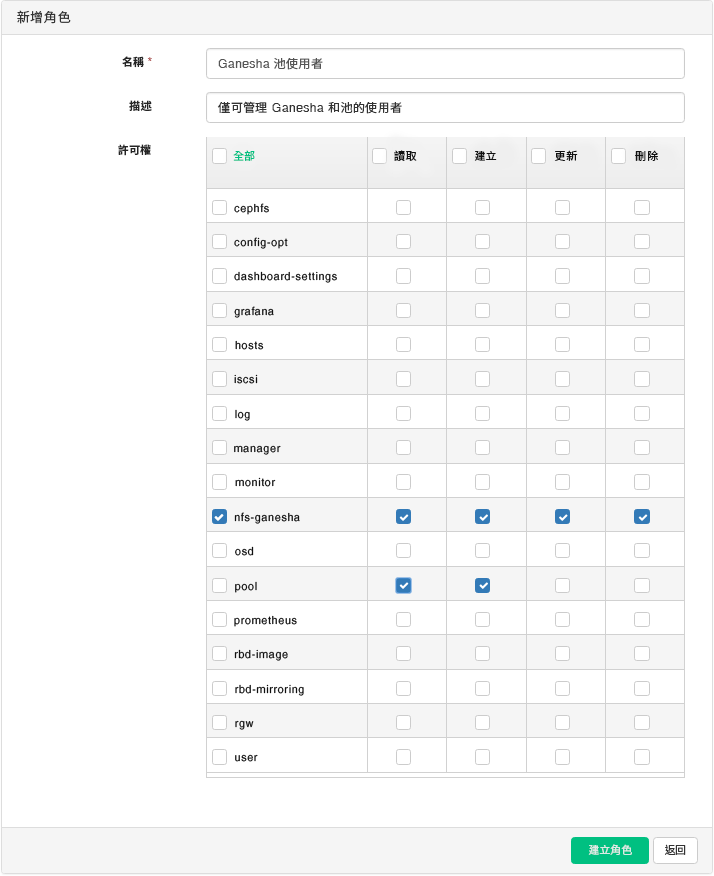 新增角色
名稱 *
Ganesha 池使用者
描述
僅可管理 Ganesha 和池的使用者
許可權
全部 讀取 建立 更新 刪除
cephfs
config-opt
dashboard-settings
grafana
hosts
iscsi
log
manager
monitor
nfs-ganesha
osd
pool
prometheus
rbd-image
rbd-mirroring
rgw
user
建立角色 返回